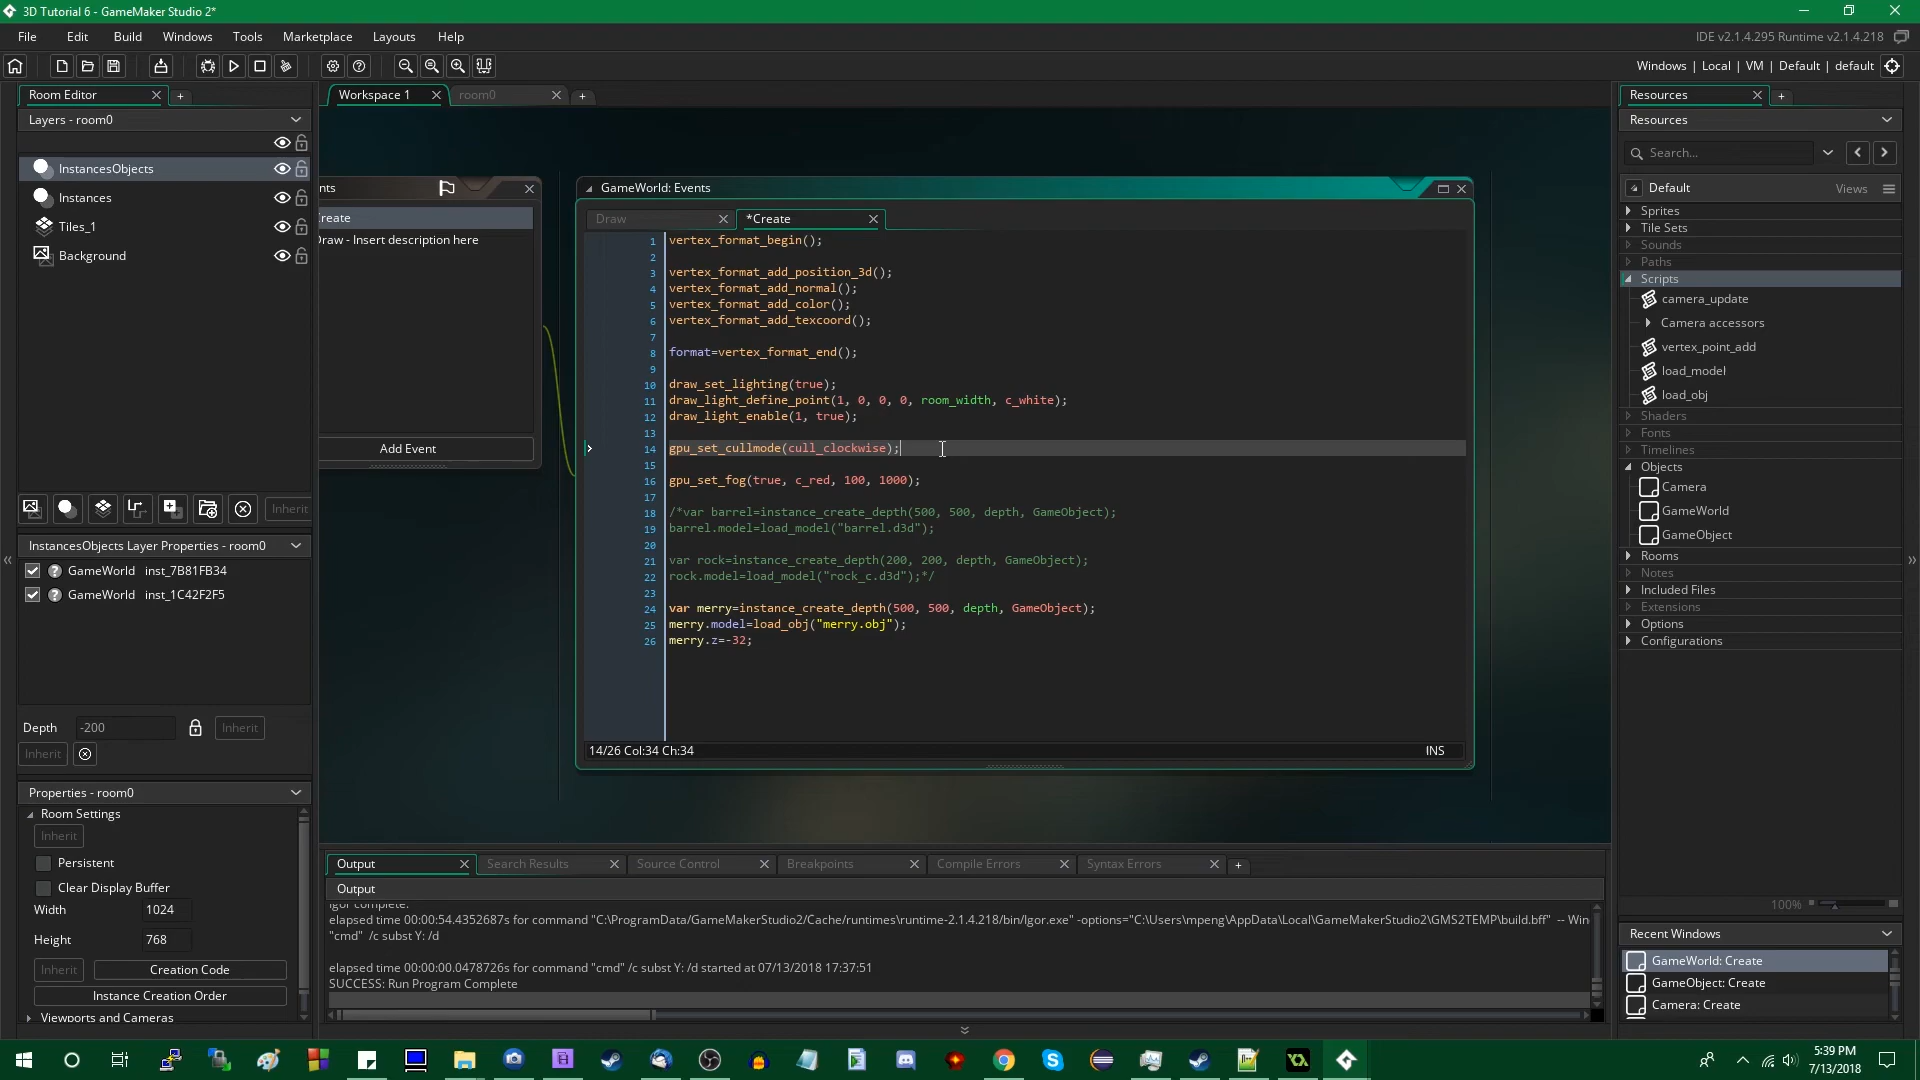 3D Tutorial 6 - GameMaker Studio 2*
File Edit Build Windows Tools Marketplace Layouts Help
IDE v2.1.4.295 Runtime v2.1.4.218
Windows | Local | VM | Default | default
Room Editor
Layers - room0
InstancesObjects
Instances
Tiles_1
Background
Inherit
InstancesObjects Layer Properties - room0
GameWorld inst_7B81FB34
GameWorld inst_1C42F2F5
Depth -200 Inherit
Inherit
Properties - room0
Room Settings
Inherit
Persistent
Clear Display Buffer
Width 1024
Height 768
Inherit Creation Code
Instance Creation Order
Viewports and Cameras
Workspace 1 room0
nts
Create
Draw - Insert description here
Add Event
GameWorld: Events
Draw *Create
1 vertex_format_begin();
2
3 vertex_format_add_position_3d();
4 vertex_format_add_normal();
5 vertex_format_add_color();
6 vertex_format_add_texcoord();
7
8 format=vertex_format_end();
9
10 draw_set_lighting(true);
11 draw_light_define_point(1, 0, 0, 0, room_width, c_white);
12 draw_light_enable(1, true);
13
14 gpu_set_cullmode(cull_clockwise);
15
16 gpu_set_fog(true, c_red, 100, 1000);
17
18 /*var barrel=instance_create_depth(500, 500, depth, GameObject);
19 barrel.model=load_model("barrel.d3d");
20
21 var rock=instance_create_depth(200, 200, depth, GameObject);
22 rock.model=load_model("rock_c.d3d");*/
23
24 var merry=instance_create_depth(500, 500, depth, GameObject);
25 merry.model=load_obj("merry.obj");
26 merry.z=-32;
14/26 Col:34 Ch:34 INS
Output Search Results Source Control Breakpoints Compile Errors Syntax Errors
Output
Igor complete.
elapsed time 00:00:54.4352687s for command "C:\ProgramData/GameMakerStudio2/Cache/runtimes\runtime-2.1.4.218/bin/Igor.exe" -options="C:\Users\mpeng\AppData\Local\GameMakerStudio2\GMS2TEMP\build.bff" -- Win
"cmd" /c subst Y: /d
elapsed time 00:00:00.0478726s for command "cmd" /c subst Y: /d started at 07/13/2018 17:37:51
SUCCESS: Run Program Complete
Resources
Resources
Search...
Default Views
Sprites
Tile Sets
Sounds
Paths
Scripts
camera_update
Camera accessors
vertex_point_add
load_model
load_obj
Shaders
Fonts
Timelines
Objects
Camera
GameWorld
GameObject
Rooms
Notes
Included Files
Extensions
Options
Configurations
100%
Recent Windows
GameWorld: Create
GameObject: Create
Camera: Create
5:39 PM
7/13/2018